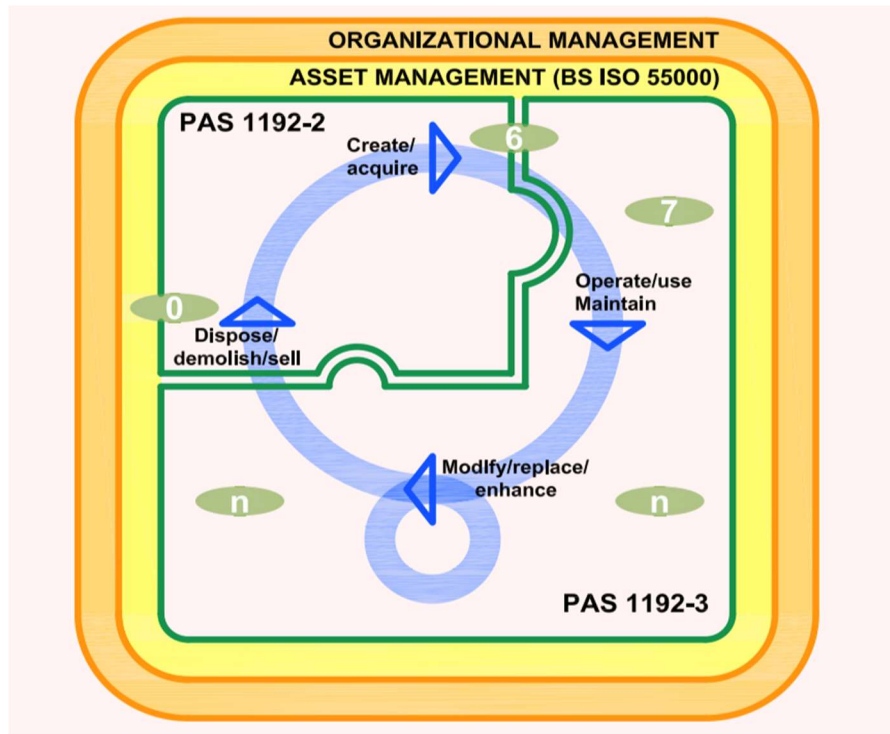 ORGANIZATIONAL MANAGEMENT
ASSET MANAGEMENT (BS ISO 55000)
PAS 1192-2
6
Create/
acquire
7
Operate/use
Maintain
0
Dispose/
demolish/sell
Modlfy/replace/
enhance
n
n
PAS 1192-3